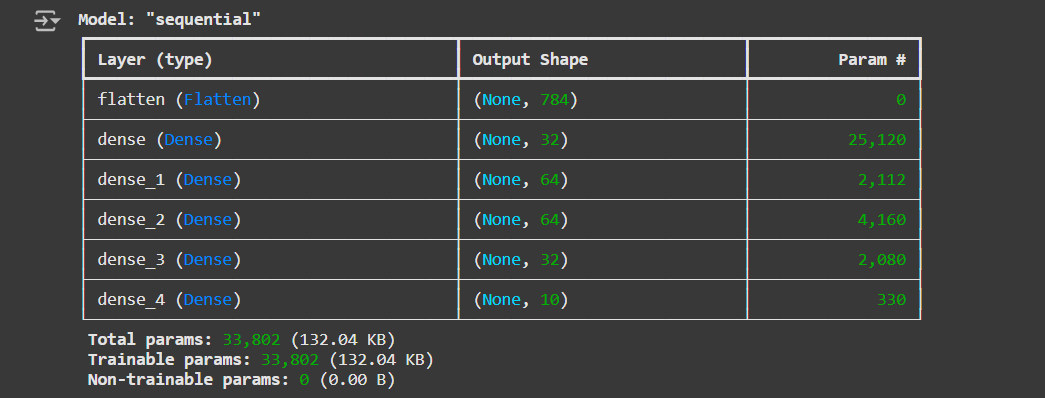 Model: "sequential"
Layer (type) Output Shape Param #
flatten (Flatten) (None, 784) 0
dense (Dense) (None, 32) 25,120
dense_1 (Dense) (None, 64) 2,112
dense_2 (Dense) (None, 64) 4,160
dense_3 (Dense) (None, 32) 2,080
dense_4 (Dense) (None, 10) 330
Total params: 33,802 (132.04 KB)
Trainable params: 33,802 (132.04 KB)
Non-trainable params: 0 (0.00 B)